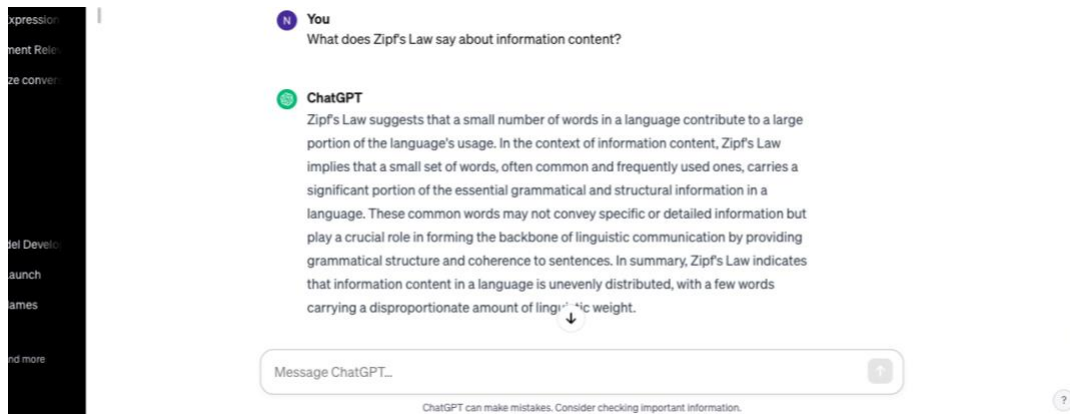 xpression
ment Rele
ze conver
del Develo
aunch
lames
nd more
N You
What does Zipf's Law say about information content?
ChatGPT
Zipf's Law suggests that a small number of words in a language contribute to a large
portion of the language's usage. In the context of information content, Zipf's Law
implies that a small set of words, often common and frequently used ones, carries a
significant portion of the essential grammatical and structural information in a
language. These common words may not convey specific or detailed information but
play a crucial role in forming the backbone of linguistic communication by providing
grammatical structure and coherence to sentences. In summary, Zipf's Law indicates
that information content in a language is unevenly distributed, with a few words
carrying a disproportionate amount of linguistic weight.
Message ChatGPT...
ChatGPT can make mistakes. Consider checking important information.
?